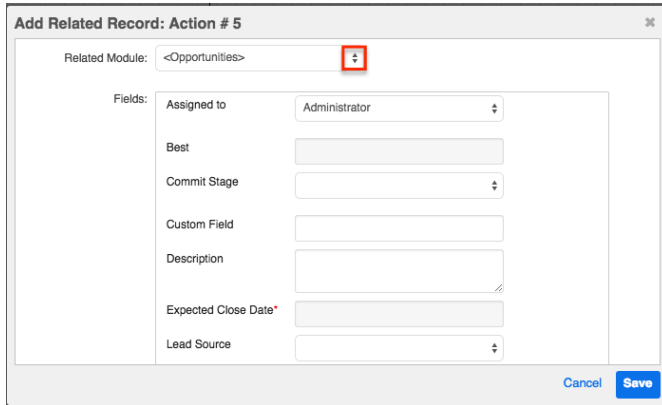 Add Related Record: Action # 5
Related Module: <Opportunities>
Fields: Assigned to Administrator
Best
Commit Stage
Custom Field
Description
Expected Close Date*
Lead Source
Cancel Save